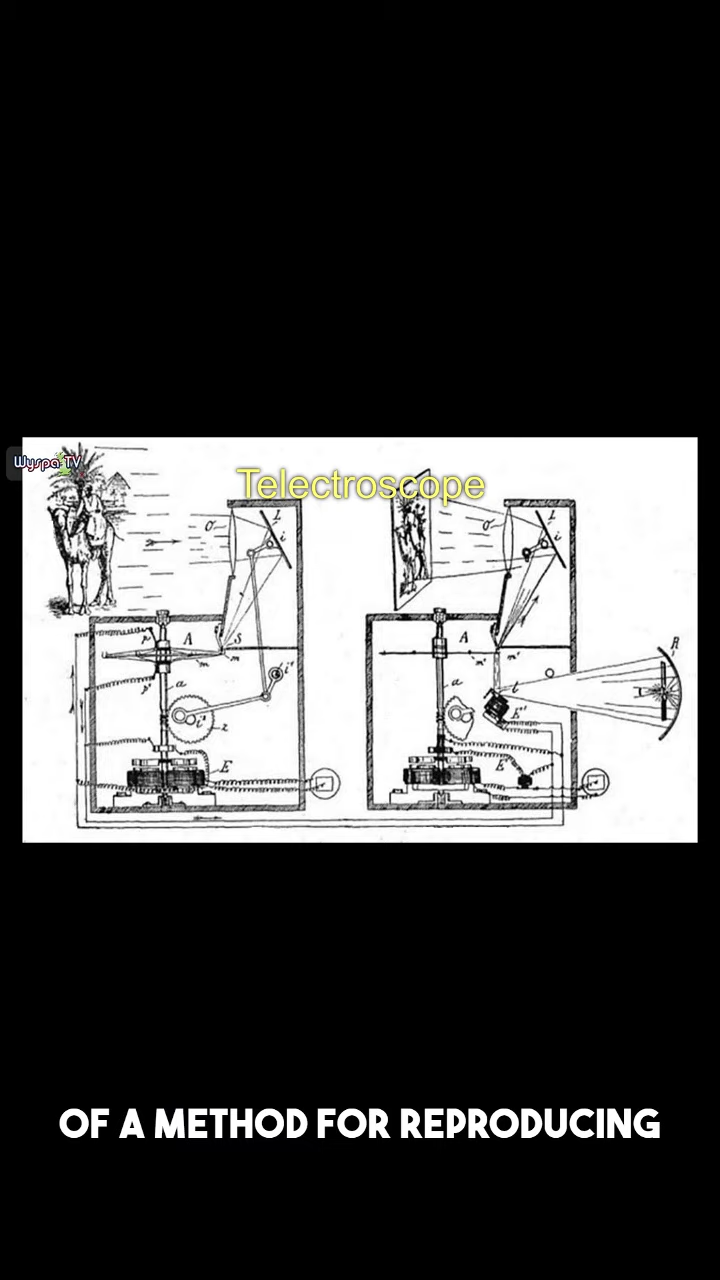 Wyspa TV
Telectroscope
O
I
i
O'
I
i
p
A
S
m
m
p'
a
i''
i'
z
E
A
m'
m'
a
t
E'
E
R
OF A METHOD FOR REPRODUCING